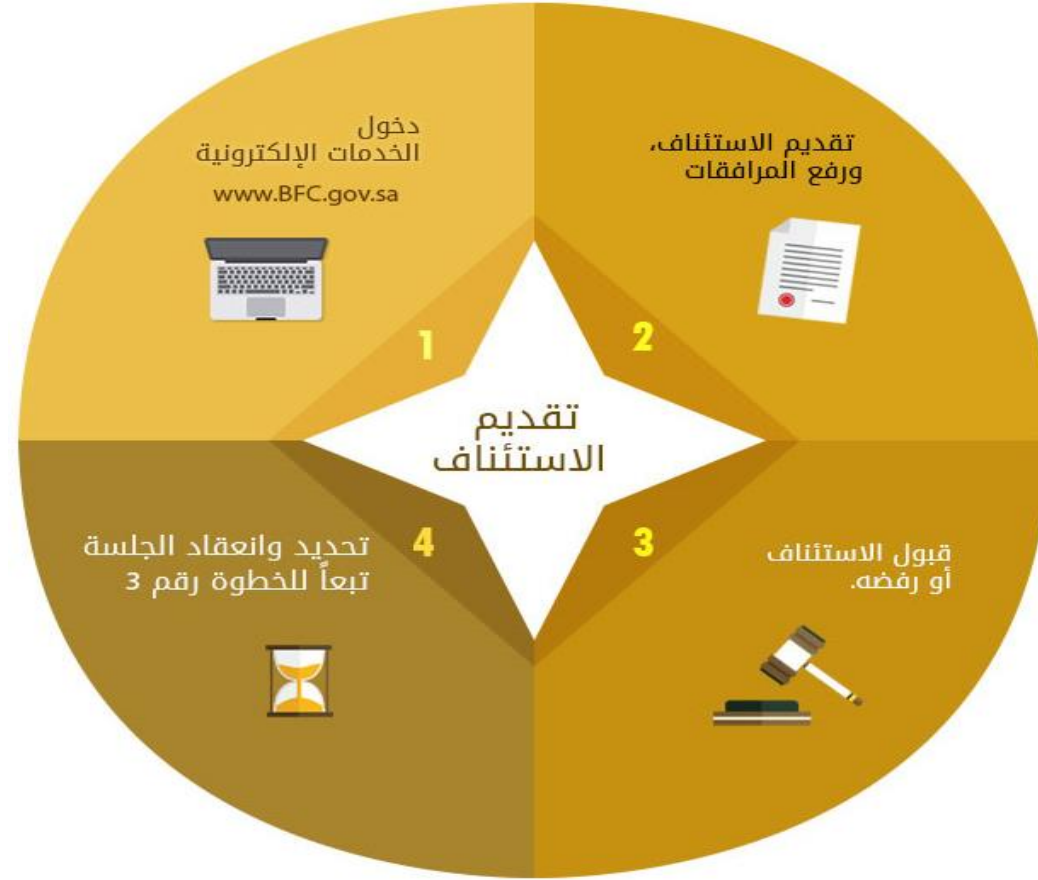 تقديم
الاستئناف
1
دخول
الخدمات الإلكترونية
www.BFC.gov.sa
2
تقديم الاستئناف،
ورفع المرافقات
3
قبول الاستئناف
أو رفضه.
4
تحديد وانعقاد الجلسة
تبعاً للخطوة رقم 3